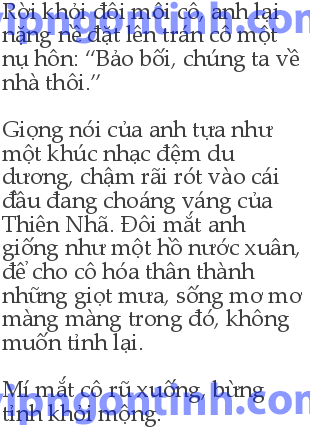 Rời khỏi đôi môi cô, anh lại
nặng nề đặt lên trán cô một
nụ hôn: “Bảo bối, chúng ta về
nhà thôi.”
Giọng nói của anh tựa như
một khúc nhạc đệm du
dương, chậm rãi rót vào cái
đầu đang choáng váng của
Thiên Nhã. Đôi mắt anh
giống như một hồ nước xuân,
để cho cô hóa thân thành
những giọt mưa, sống mơ mơ
màng màng trong đó, không
muốn tỉnh lại.
Mí mắt cô rũ xuống, bừng
tỉnh khỏi mộng.
vipngontinh.com
vipngontinh.com